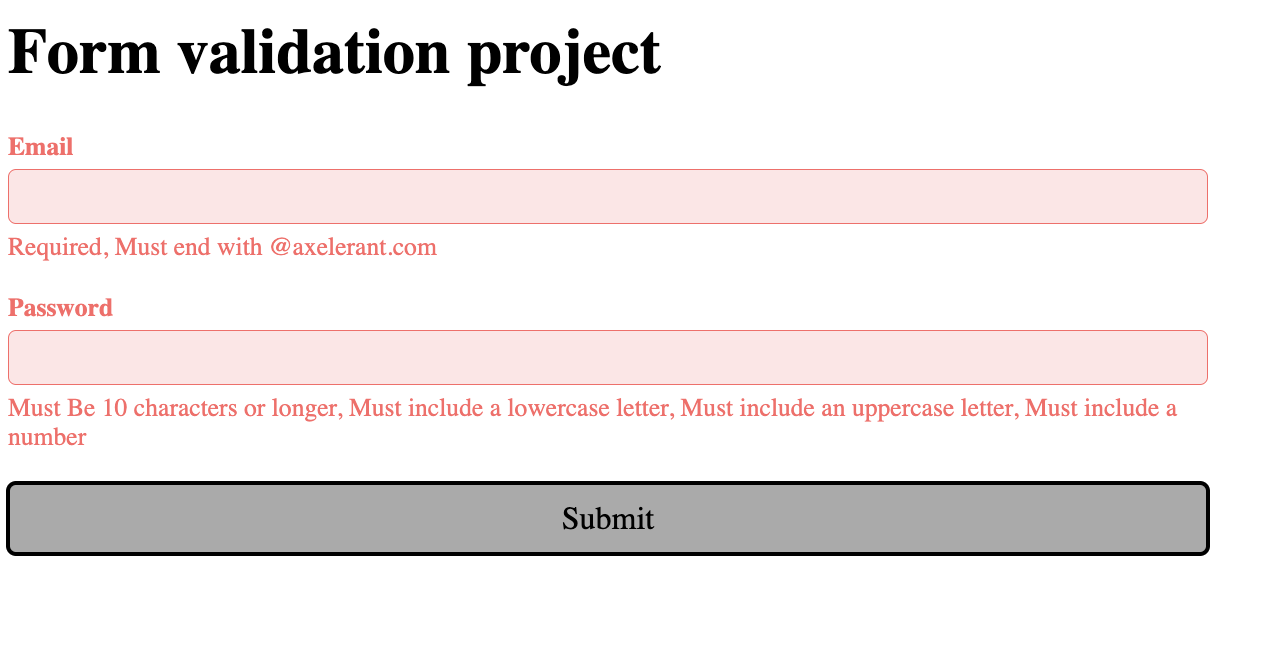 Form validation project
Email
Required, Must end with @axelerant.com
Password
Must Be 10 characters or longer, Must include a lowercase letter, Must include an uppercase letter, Must include a
number
Submit